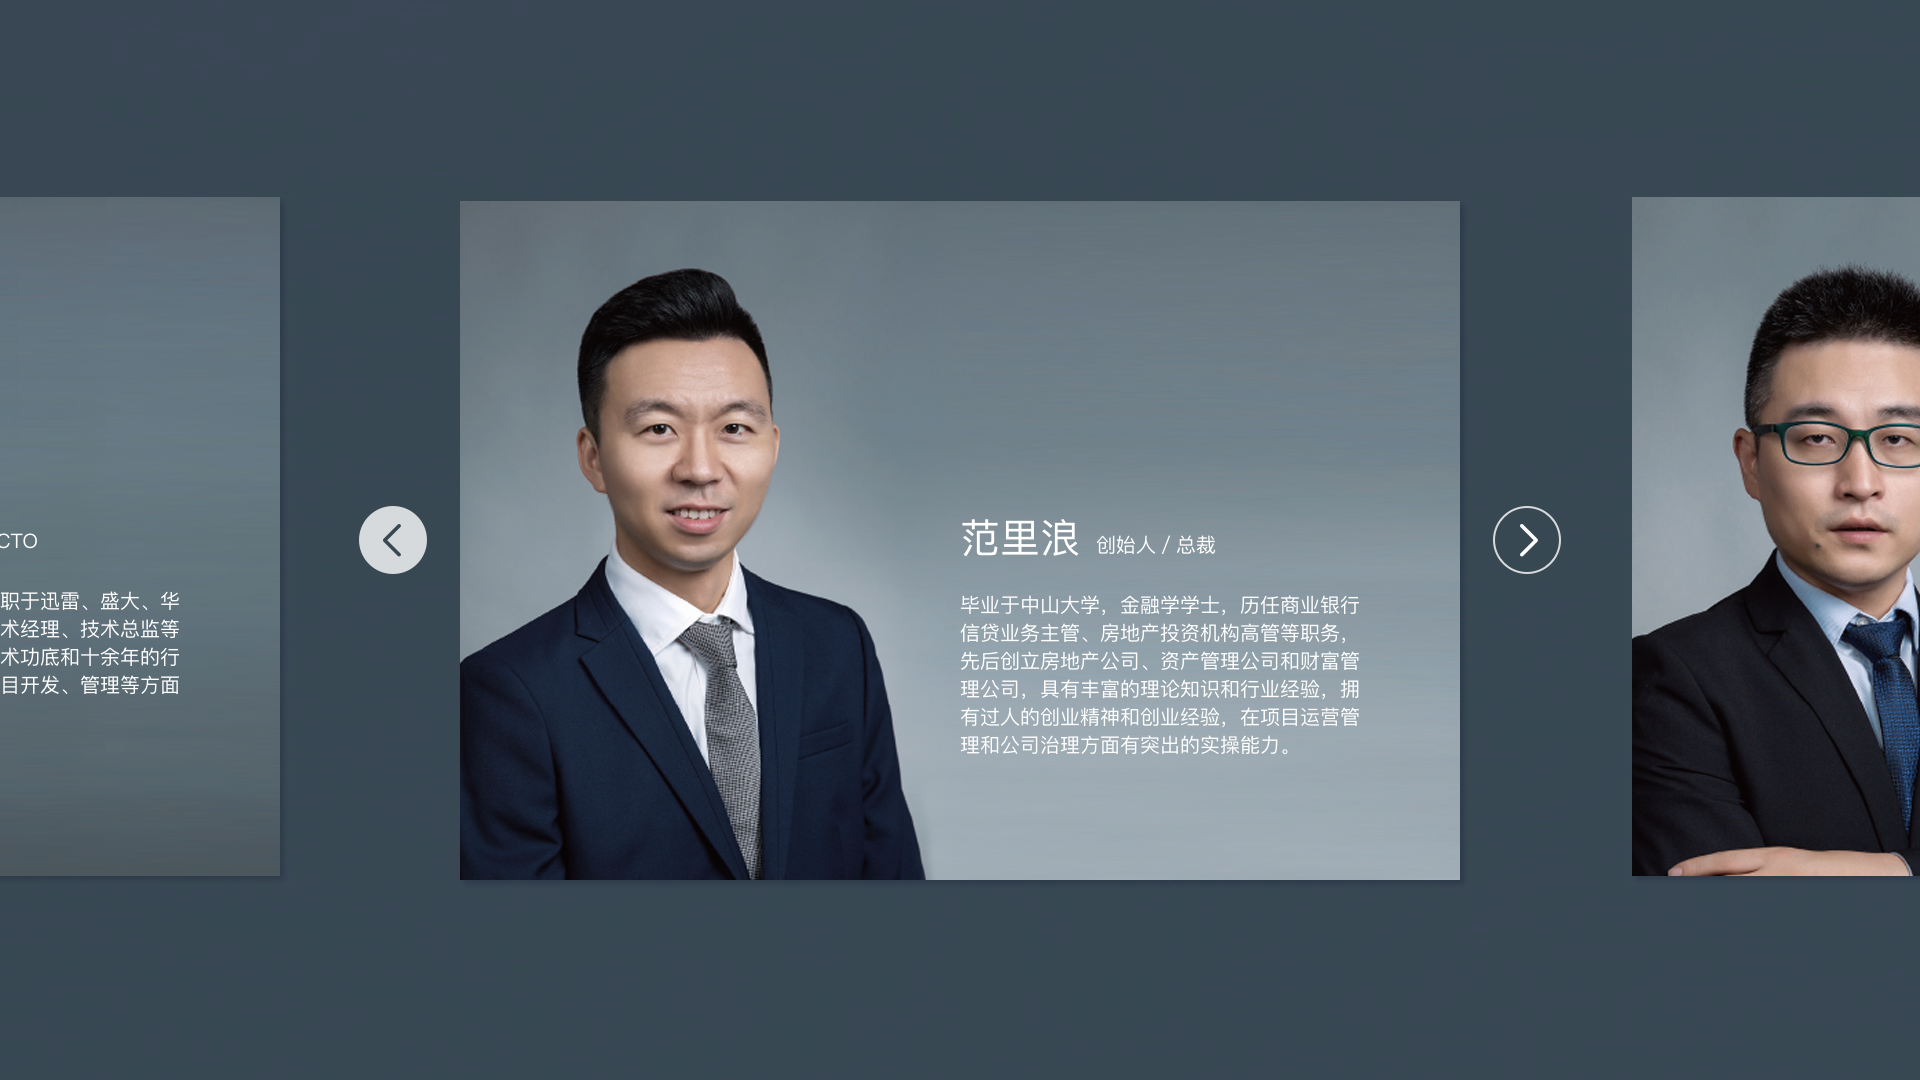 CTO
职于迅雷、盛大、华
术经理、技术总监等
术功底和十余年的行
目开发、管理等方面
范里浪 创始人 / 总裁
毕业于中山大学，金融学学士，历任商业银行
信贷业务主管、房地产投资机构高管等职务，
先后创立房地产公司、资产管理公司和财富管
理公司，具有丰富的理论知识和行业经验，拥
有过人的创业精神和创业经验，在项目运营管
理和公司治理方面有突出的实操能力。